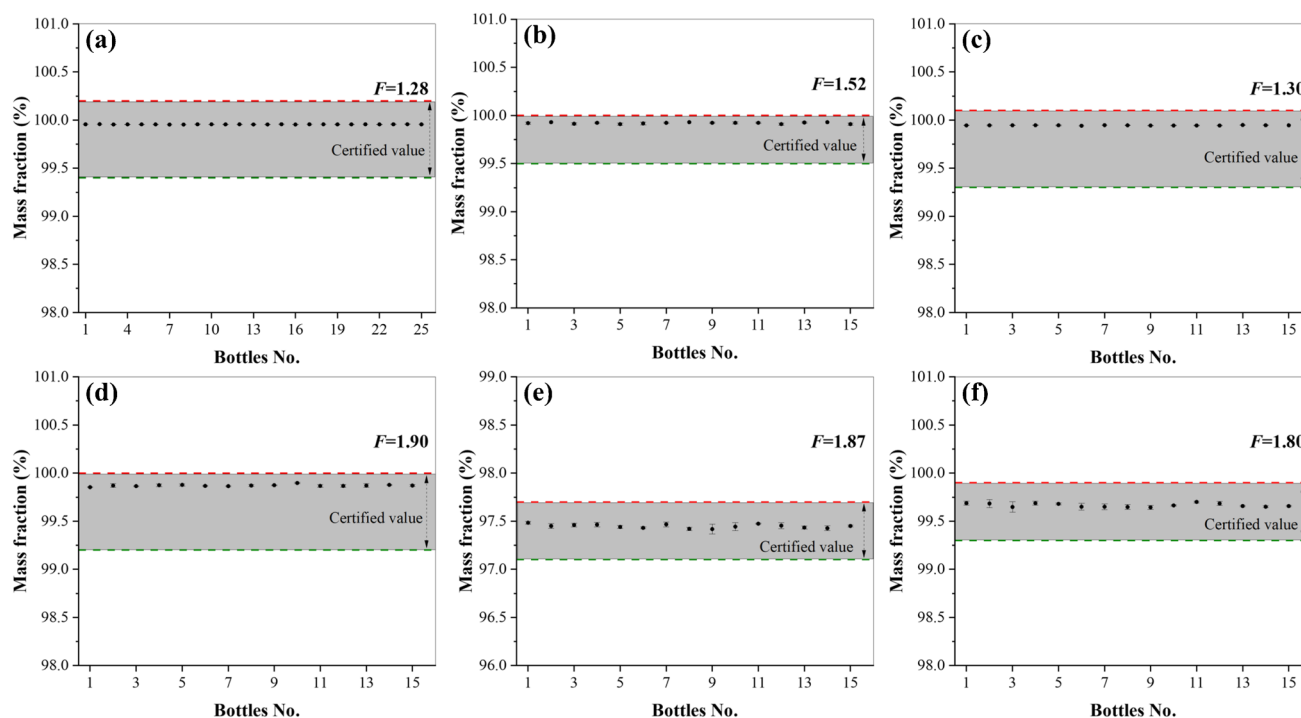 (a)
F=1.28
Certified value
Mass fraction (%)
101.0
100.5
100.0
99.5
99.0
98.5
98.0
1 4 7 10 13 16 19 22 25
Bottles No.
(b)
F=1.52
Certified value
Mass fraction (%)
101.0
100.5
100.0
99.5
99.0
98.5
98.0
1 3 5 7 9 11 13 15
Bottles No.
(c)
F=1.30
Certified value
Mass fraction (%)
101.0
100.5
100.0
99.5
99.0
98.5
98.0
1 3 5 7 9 11 13 15
Bottles No.
(d)
F=1.90
Certified value
Mass fraction (%)
101.0
100.5
100.0
99.5
99.0
98.5
98.0
1 3 5 7 9 11 13 15
Bottles No.
(e)
F=1.87
Certified value
Mass fraction (%)
99.0
98.5
98.0
97.5
97.0
96.5
96.0
1 3 5 7 9 11 13 15
Bottles No.
(f)
F=1.80
Certified value
Mass fraction (%)
101.0
100.5
100.0
99.5
99.0
98.5
98.0
1 3 5 7 9 11 13 15
Bottles No.